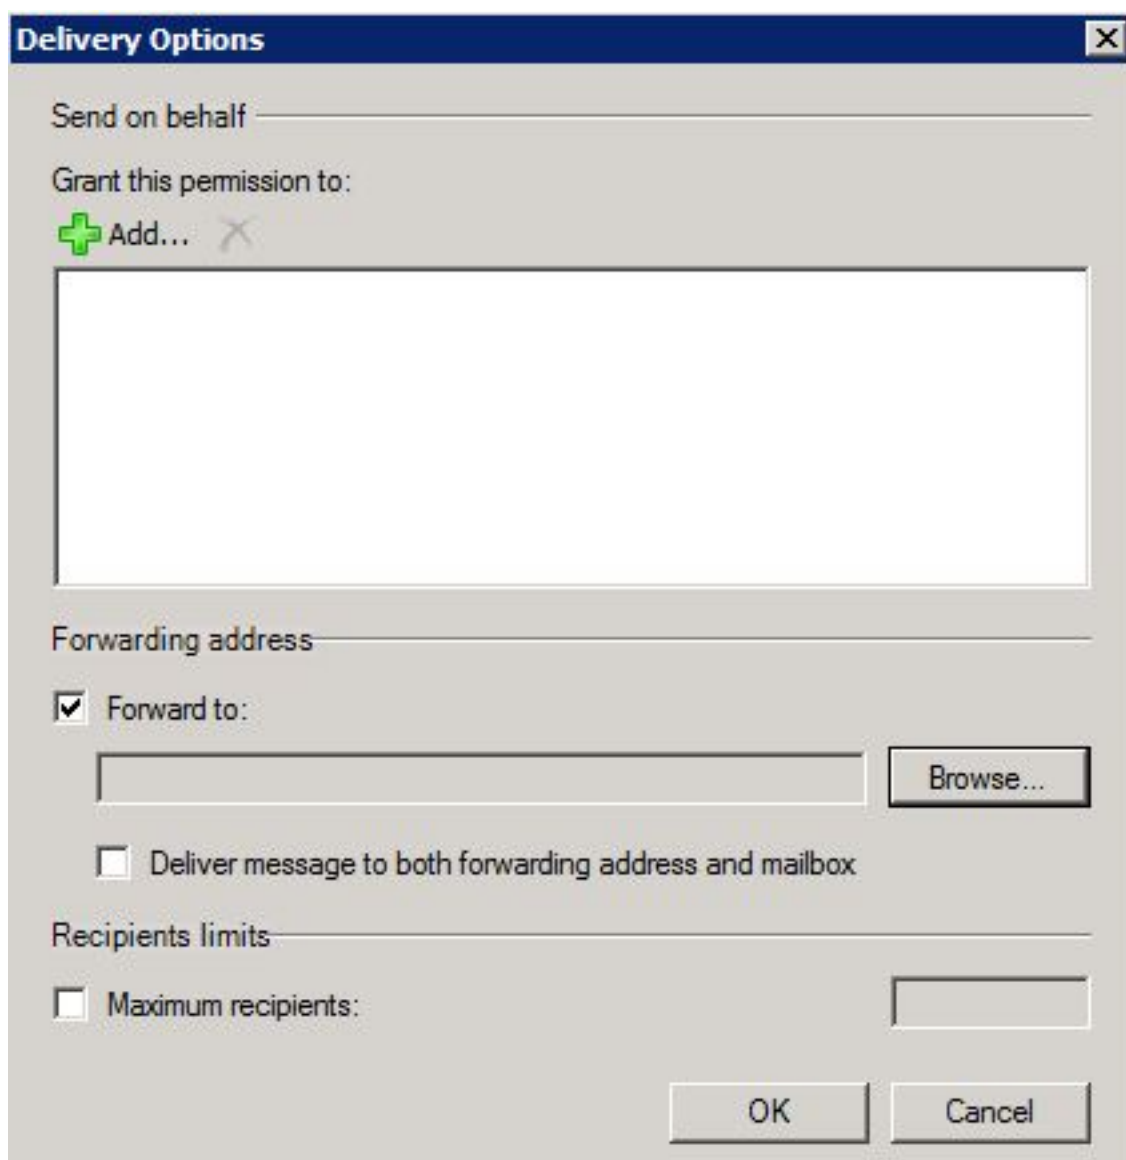 Delivery Options
Send on behalf
Grant this permission to:
Add...
Forwarding address
Forward to:
Browse...
Deliver message to both forwarding address and mailbox
Recipients limits
Maximum recipients:
OK Cancel